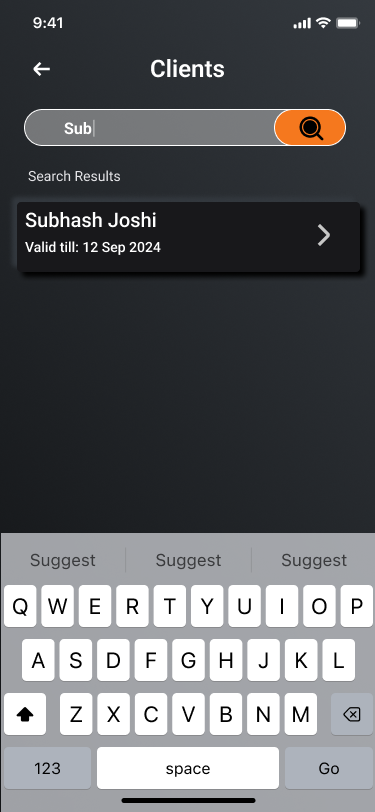 9:41
Clients
Sub
Search Results
Subhash Joshi
Valid till: 12 Sep 2024
Suggest Suggest Suggest
Q W E R T Y U I O P
A S D F G H J K L
Z X C V B N M
123 space Go